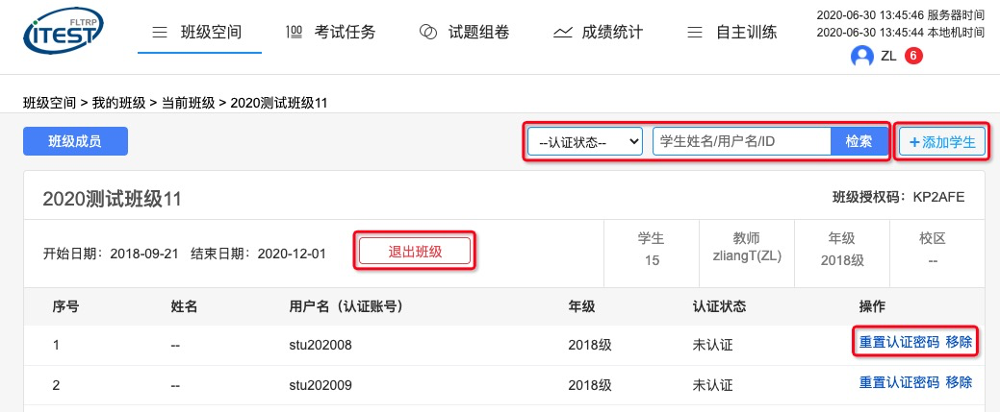 FLTRP
iTEST
班级空间
考试任务
试题组卷
成绩统计
自主训练
2020-06-30 13:45:46 服务器时间
2020-06-30 13:45:44 本地机时间
ZL 6
班级空间 > 我的班级 > 当前班级 > 2020测试班级11
班级成员
--认证状态--
学生姓名/用户名/ID
检索
+添加学生
2020测试班级11
班级授权码：KP2AFE
开始日期：2018-09-21 结束日期：2020-12-01
退出班级
学生
15
教师
zliangT(ZL)
年级
2018级
校区
--
序号 姓名 用户名（认证账号） 年级 认证状态 操作
1 -- stu202008 2018级 未认证 重置认证密码 移除
2 -- stu202009 2018级 未认证 重置认证密码 移除